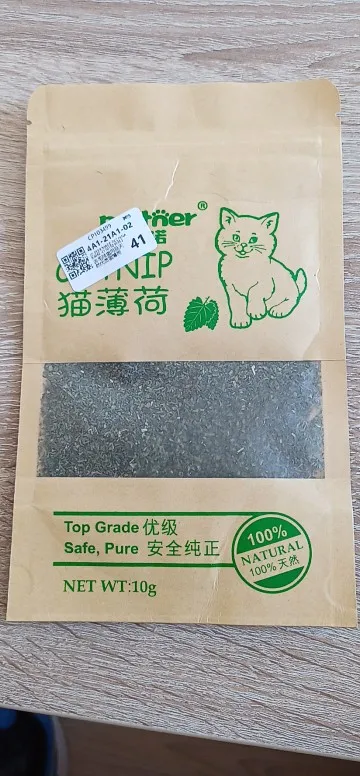 CP103499
4A1-21A1-02
41
®
猫薄荷
Top Grade 优级
Safe, Pure 安全纯正
NET WT:10g
100%
NATURAL
100% 天然